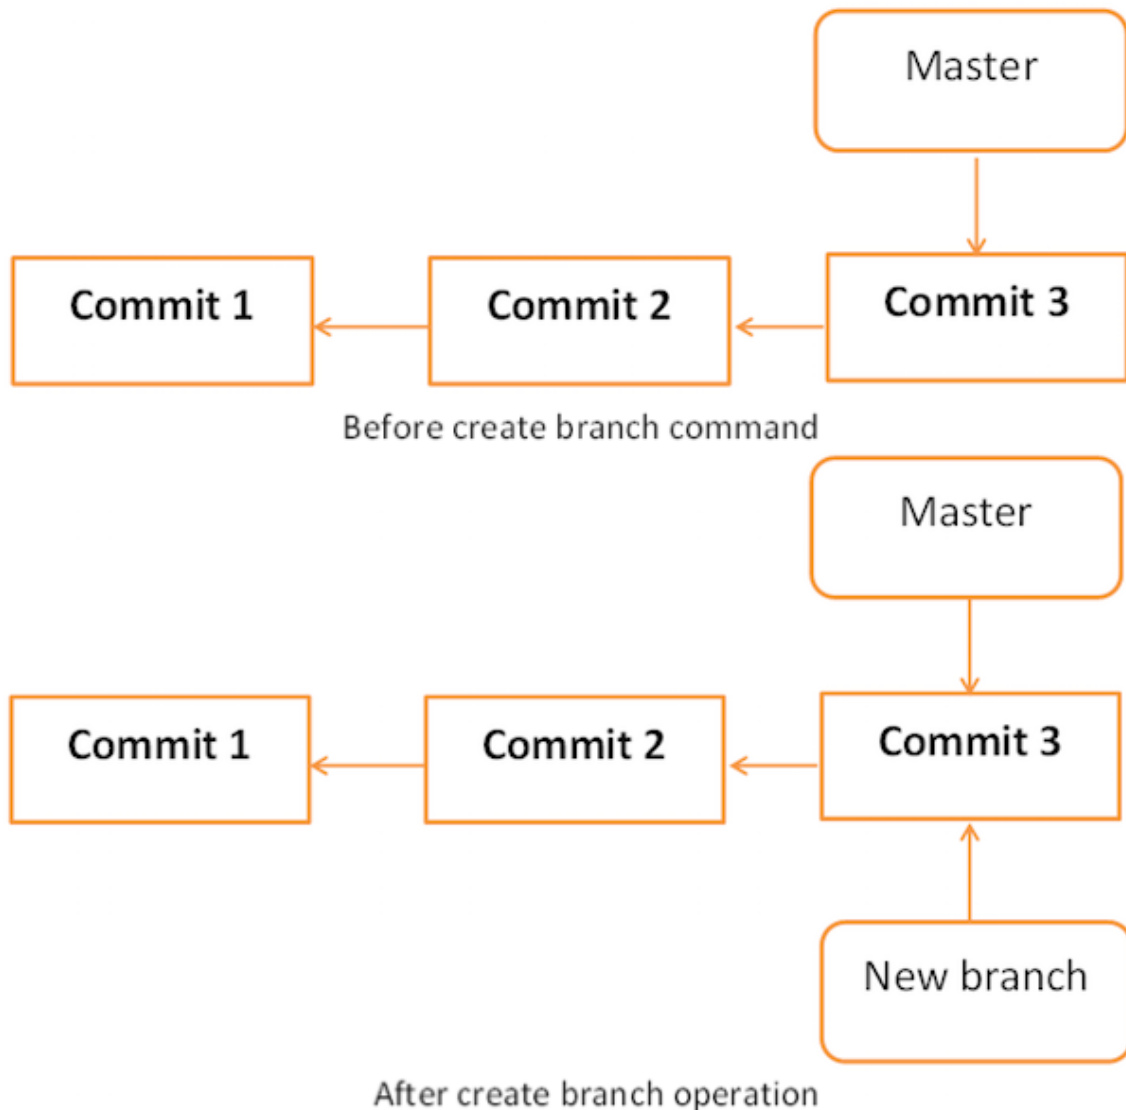 Master
Commit 1
Commit 2
Commit 3
Before create branch command
Master
Commit 1
Commit 2
Commit 3
New branch
After create branch operation